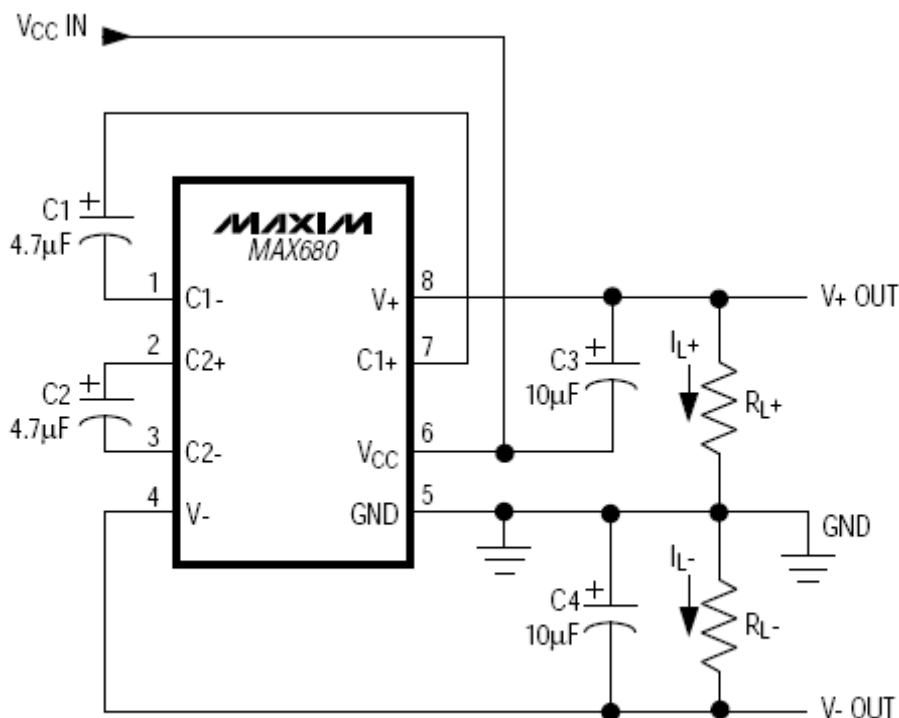 VCC IN
C1
+
4.7µF
C2
+
4.7µF
MAXIM
MAX680
1
C1-
2
C2+
3
C2-
4
V-
8
V+
7
C1+
6
VCC
5
GND
C3
+
10µF
IL+
RL+
V+ OUT
GND
C4
+
10µF
IL-
RL-
V- OUT